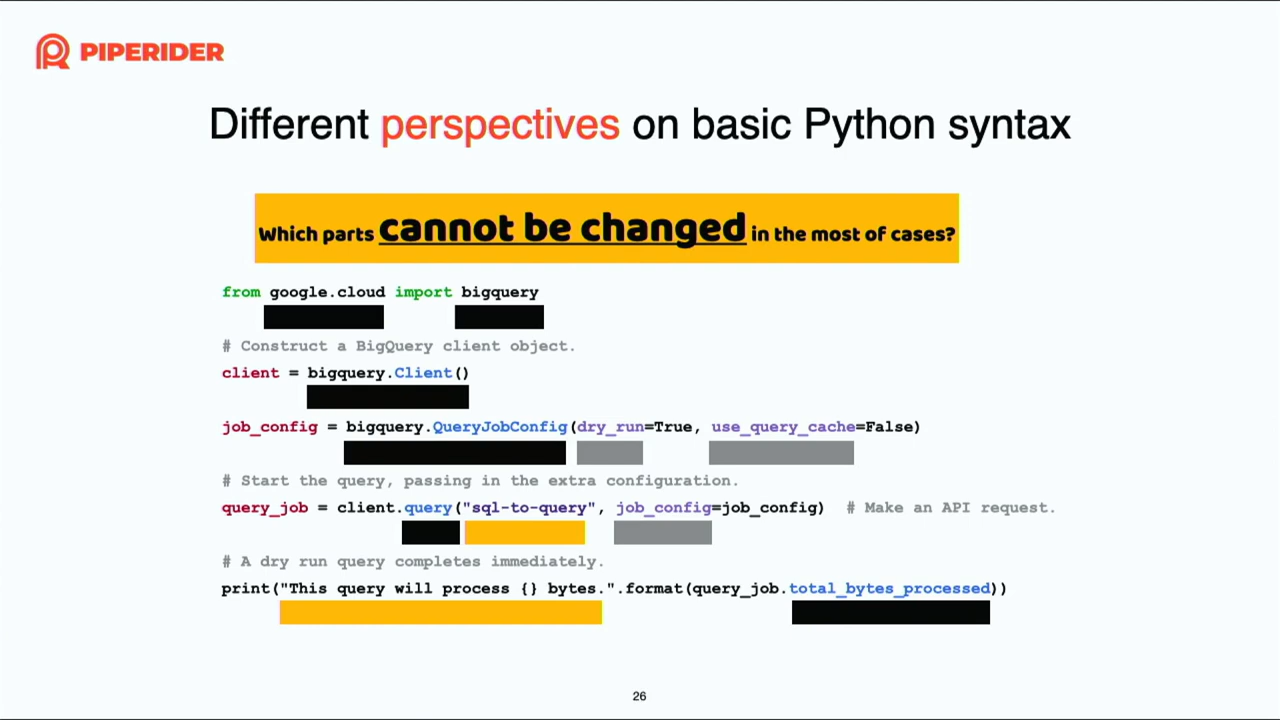 PIPERIDER
Different perspectives on basic Python syntax
Which parts cannot be changed in the most of cases?
from google.cloud import bigquery
# Construct a BigQuery client object.
client = bigquery.Client()
job_config = bigquery.QueryJobConfig(dry_run=True, use_query_cache=False)
# Start the query, passing in the extra configuration.
query_job = client.query("sql-to-query", job_config=job_config)  # Make an API request.
# A dry run query completes immediately.
print("This query will process {} bytes.".format(query_job.total_bytes_processed))
26